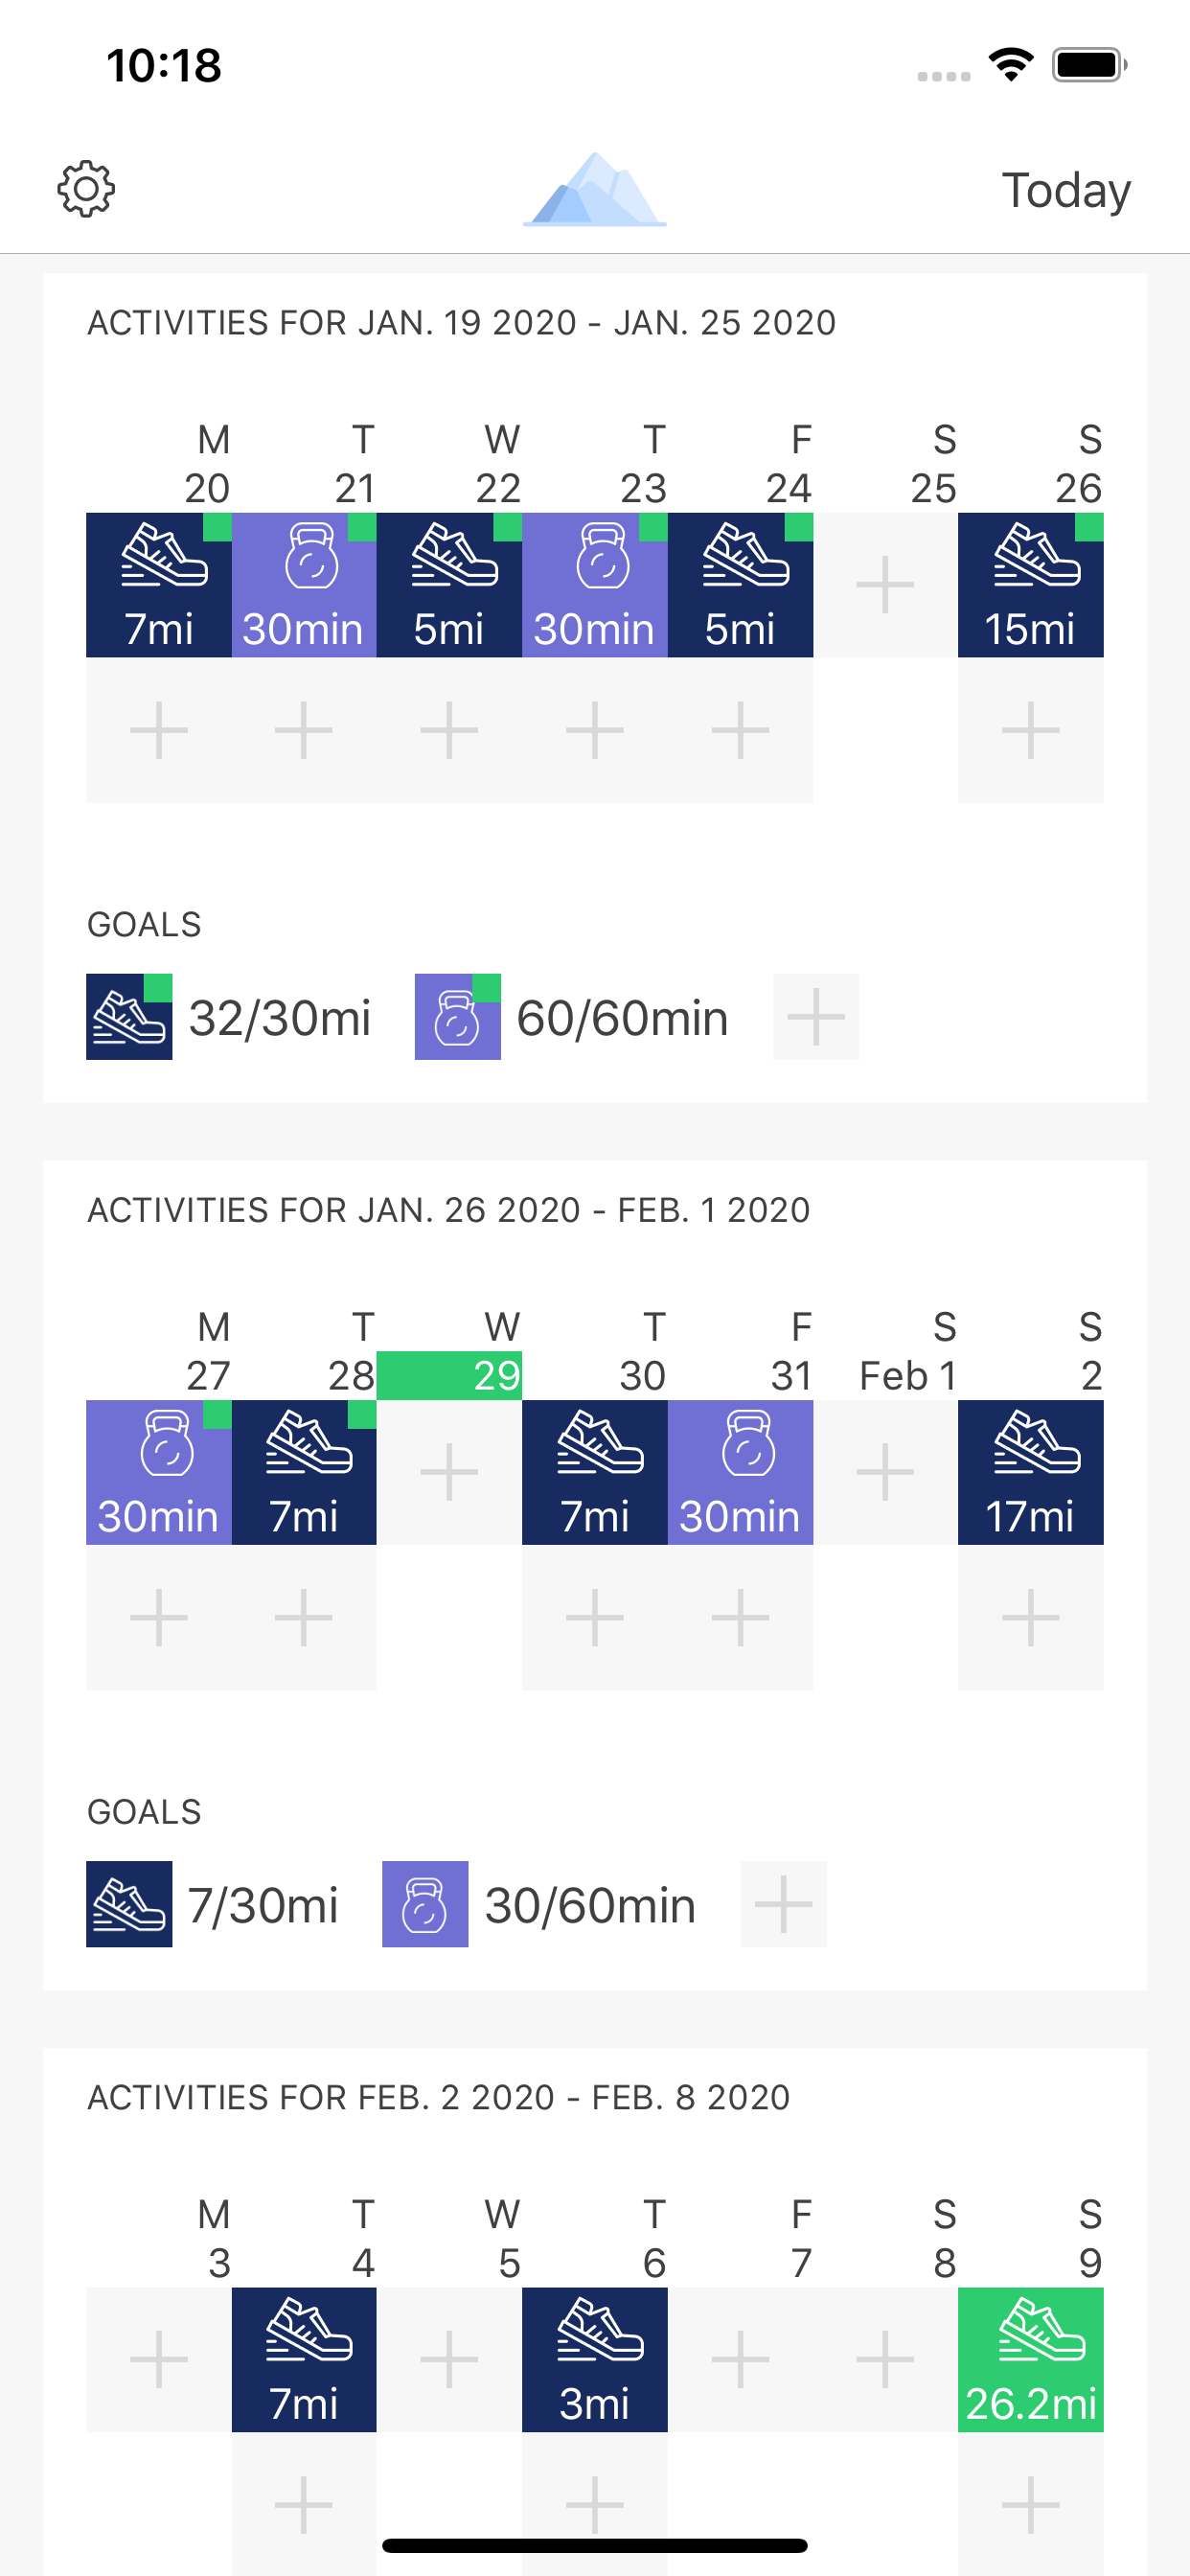 10:18
Today
ACTIVITIES FOR JAN. 19 2020 - JAN. 25 2020
M T W T F S S
20 21 22 23 24 25 26
7mi 30min 5mi 30min 5mi 15mi
GOALS
32/30mi 60/60min
ACTIVITIES FOR JAN. 26 2020 - FEB. 1 2020
M T W T F S S
27 28 29 30 31 Feb 1 2
30min 7mi 7mi 30min 17mi
GOALS
7/30mi 30/60min
ACTIVITIES FOR FEB. 2 2020 - FEB. 8 2020
M T W T F S S
3 4 5 6 7 8 9
7mi 3mi 26.2mi